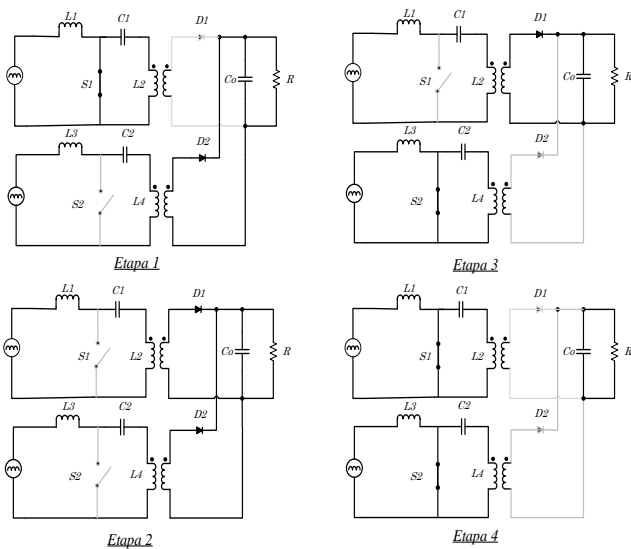 L1 C1 D1
S1 L2 Co R
L3 C2 D2
S2 L4
Etapa 1
L1 C1 D1
S1 L2 Co R
L3 C2 D2
S2 L4
Etapa 3
L1 C1 D1
S1 L2 Co R
L3 C2 D2
S2 L4
Etapa 2
L1 C1 D1
S1 L2 Co R
L3 C2 D2
S2 L4
Etapa 4